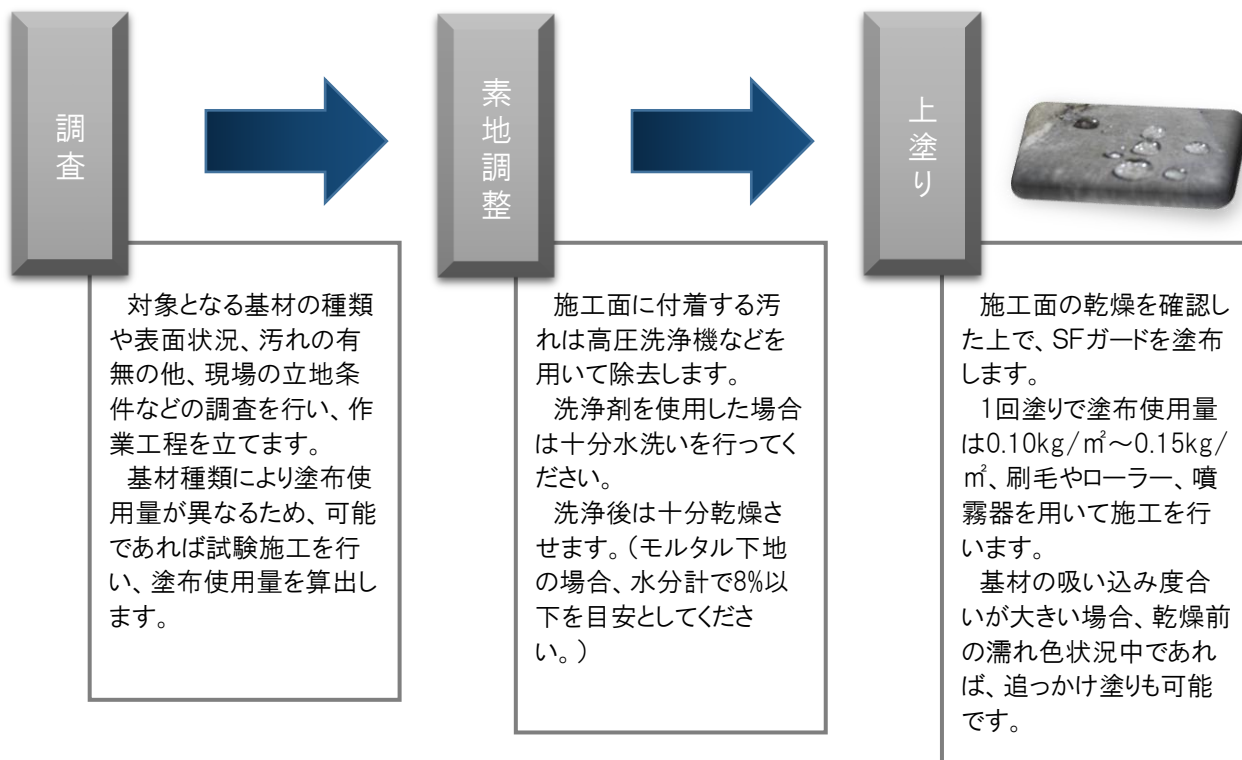 調査
対象となる基材の種類
や表面状況、汚れの有
無の他、現場の立地条
件などの調査を行い、作
業工程を立てます。
基材種類により塗布使
用量が異なるため、可能
であれば試験施工を行
い、塗布使用量を算出し
ます。
素地調整
施工面に付着する汚
れは高圧洗浄機などを
用いて除去します。
洗浄剤を使用した場合
は十分水洗いを行ってく
ださい。
洗浄後は十分乾燥さ
せます。（モルタル下地
の場合、水分計で8%以
下を目安としてくださ
い。）
上塗り
施工面の乾燥を確認し
た上で、SFガードを塗布
します。
1回塗りで塗布使用量
は0.10kg/㎡～0.15kg/
㎡、刷毛やローラー、噴
霧器を用いて施工を行
います。
基材の吸い込み度合
いが大きい場合、乾燥前
の濡れ色状況中であれ
ば、追っかけ塗りも可能
です。